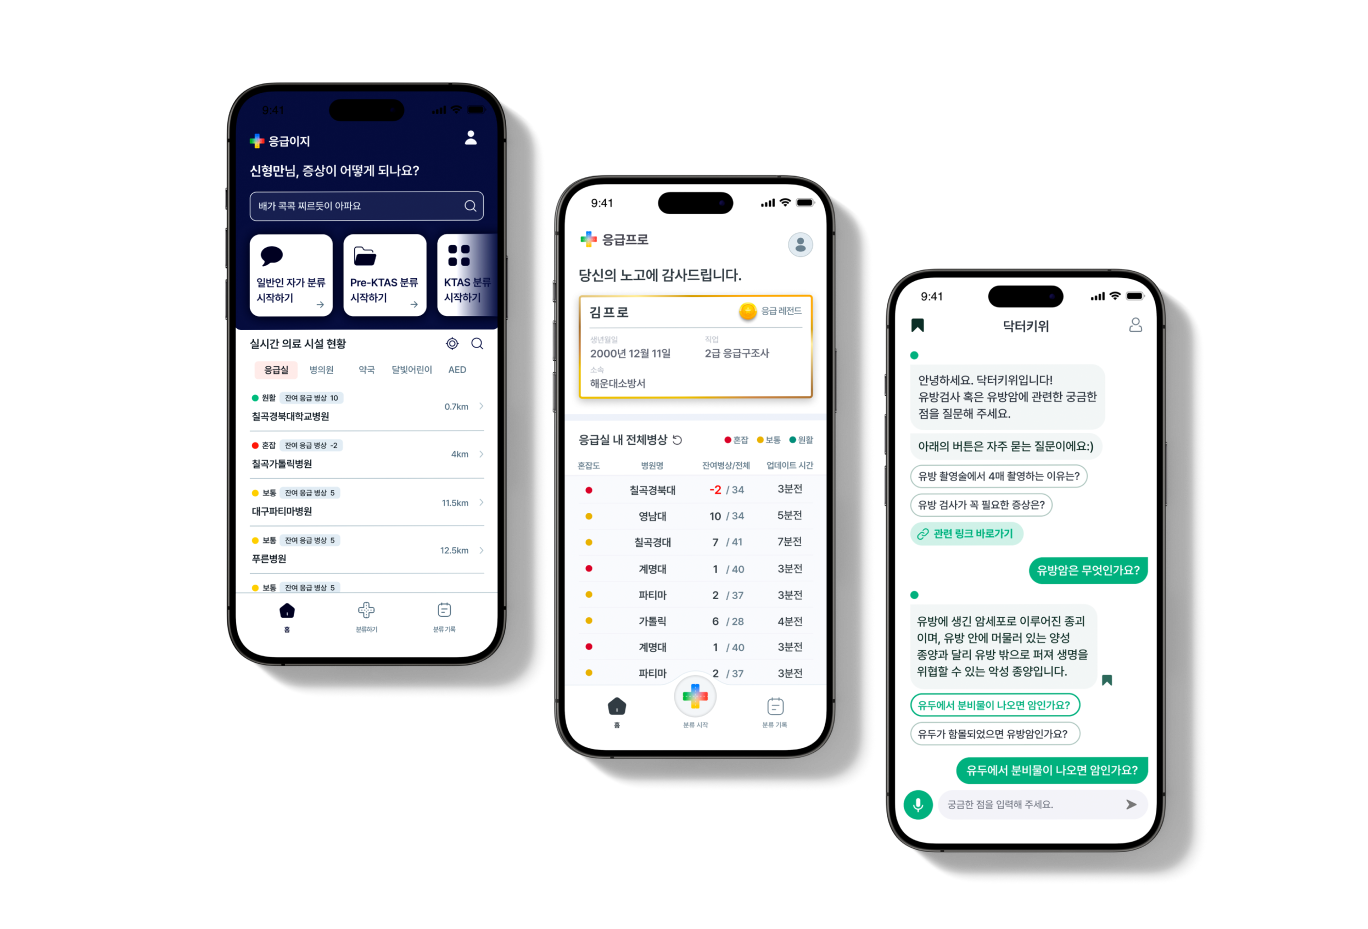 9:41
응급이지
신형만님, 증상이 어떻게 되나요?
배가 콕콕 찌르듯이 아파요
일반인 자가 분류
시작하기
Pre-KTAS 분류
시작하기
KTAS 분류
시작하기
실시간 의료 시설 현황
응급실 병의원 약국 달빛어린이 AED
원활 잔여 응급 병상 10
칠곡경북대학교병원
0.7km
혼잡 잔여 응급 병상 -2
칠곡가톨릭병원
4km
보통 잔여 응급 병상 5
대구파티마병원
11.5km
보통 잔여 응급 병상 5
푸른병원
12.5km
보통 잔여 응급 병상 5
홈 분류하기 분류 기록
9:41
응급프로
당신의 노고에 감사드립니다.
김프로
응급 레전드
생년월일 직업
2000년 12월 11일 2급 응급구조사
소속
해운대소방서
응급실 내 전체병상
혼잡 보통 원활
혼잡도 병원명 잔여병상/전체 업데이트 시간
칠곡경북대 -2 / 34 3분전
영남대 10 / 34 5분전
칠곡경대 7 / 41 7분전
계명대 1 / 40 3분전
파티마 2 / 37 3분전
가톨릭 6 / 28 4분전
계명대 1 / 40 3분전
파티마 2 / 37 3분전
홈 분류 시작 분류 기록
9:41
닥터키위
안녕하세요. 닥터키위입니다!
유방검사 혹은 유방암에 관련한 궁금한
점을 질문해 주세요.
아래의 버튼은 자주 묻는 질문이에요:)
유방 촬영술에서 4매 촬영하는 이유는?
유방 검사가 꼭 필요한 증상은?
관련 링크 바로가기
유방암은 무엇인가요?
유방에 생긴 암세포로 이루어진 종괴
이며, 유방 안에 머물러 있는 양성
종양과 달리 유방 밖으로 퍼져 생명을
위협할 수 있는 악성 종양입니다.
유두에서 분비물이 나오면 암인가요?
유두가 함몰되었으면 유방암인가요?
유두에서 분비물이 나오면 암인가요?
궁금한 점을 입력해 주세요.